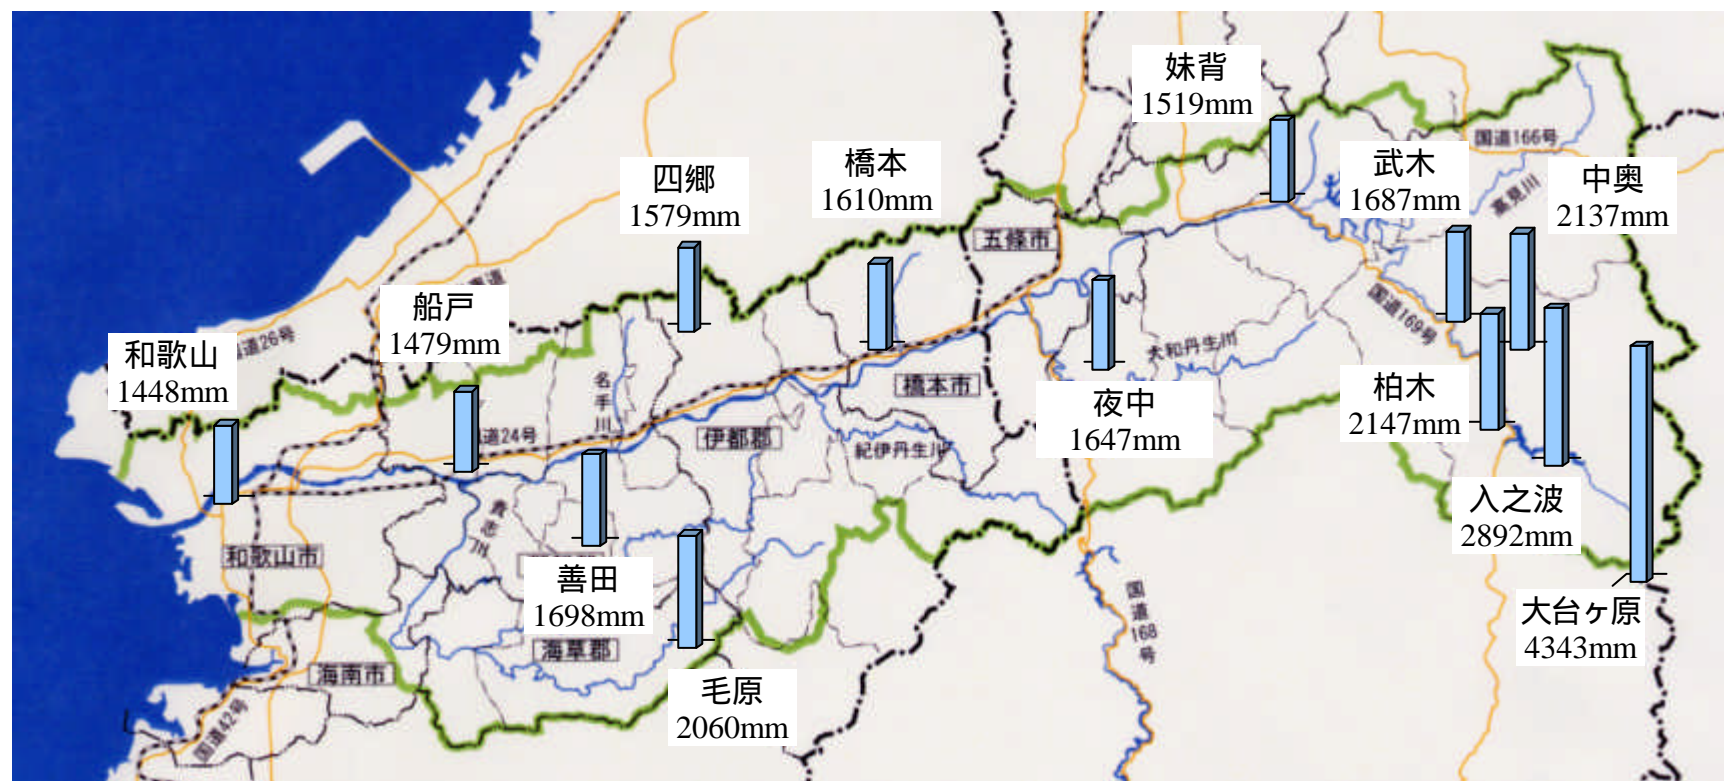 妹背
1519mm
国道166号
武木
1687mm
中奥
2137mm
高見川
四郷
1579mm
橋本
1610mm
五條市
船戸
1479mm
国道169号
和歌山
1448mm
国道26号
大和丹生川
名手川
橋本市
夜中
1647mm
柏木
2147mm
国道24号
伊都郡
紀伊丹生川
貴志川
入之波
2892mm
和歌山市
善田
1698mm
国道168号
大台ヶ原
4343mm
海草郡
海南市
毛原
2060mm
国道42号